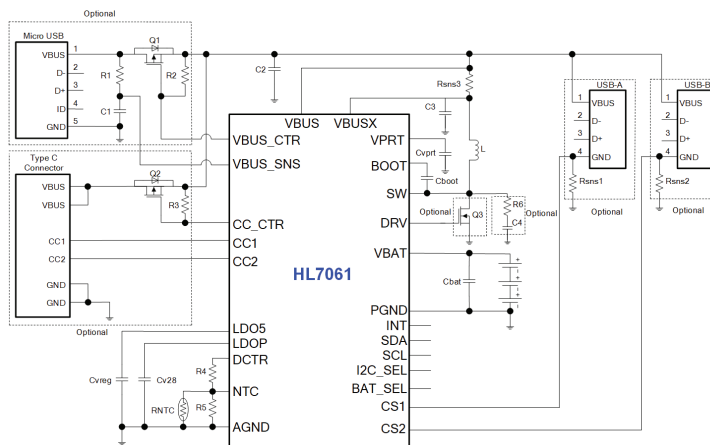 Optional
Micro USB
VBUS 1
D- 2
D+ 3
ID 4
GND 5
R1
C1
Q1
R2
C2
Type C
Connector
VBUS
VBUS
CC1
CC2
GND
GND
Optional
Q2
R3
VBUS
VBUSX
VBUS_CTR
VBUS_SNS
CC_CTR
CC1
CC2
LDO5
LDOP
DCTR
NTC
AGND
HL7061
VPRT
BOOT
SW
DRV
VBAT
PGND
INT
SDA
SCL
I2C_SEL
BAT_SEL
CS1
CS2
Cvreg
Cv28
R4
RNTC
R5
Rsns3
C3
L
Cvprt
Cboot
Optional
Q3
R6
C4
Optional
Cbat
+
-
+
-
+
-
USB-A
1 VBUS
2 D-
3 D+
4 GND
Rsns1
Optional
USB-B
1 VBUS
2 D-
3 D+
4 GND
Rsns2
Optional